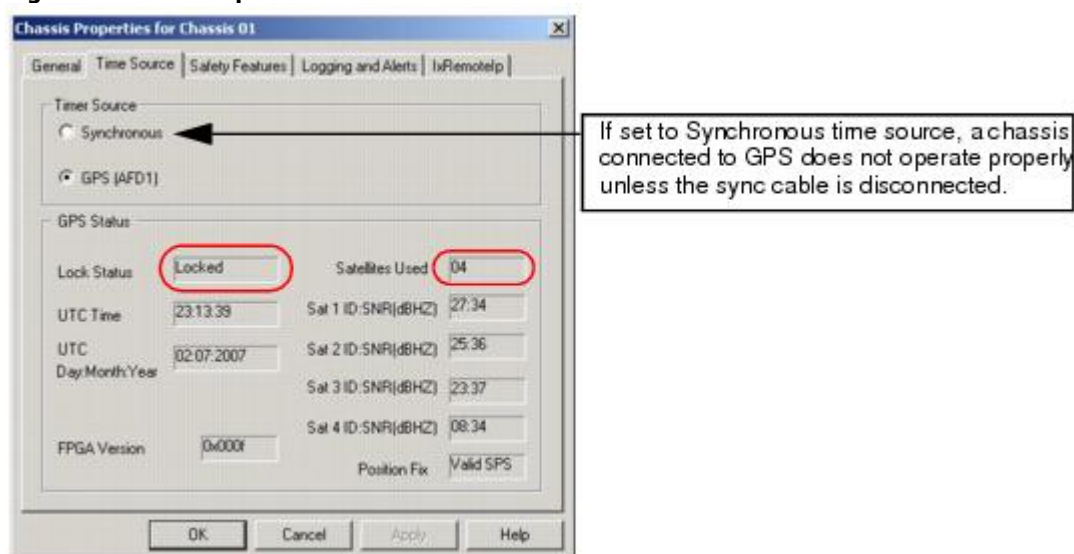 Chassis Properties for Chassis 01
General Time Source Safety Features Logging and Alerts IxRemoteIp
Timer Source
Synchronous
GPS (AFD1)
If set to Synchronous time source, a chassis
connected to GPS does not operate properly
unless the sync cable is disconnected.
GPS Status
Lock Status Locked Satellites Used 04
UTC Time 23:13:39 Sat 1 ID:SNR(dBHZ) 27:34
UTC
Day:Month:Year 02:07:2007 Sat 2 ID:SNR(dBHZ) 25:36
Sat 3 ID:SNR(dBHZ) 23:37
Sat 4 ID:SNR(dBHZ) 08:34
FPGA Version 0x000f
Position Fix Valid SPS
OK Cancel Apply Help